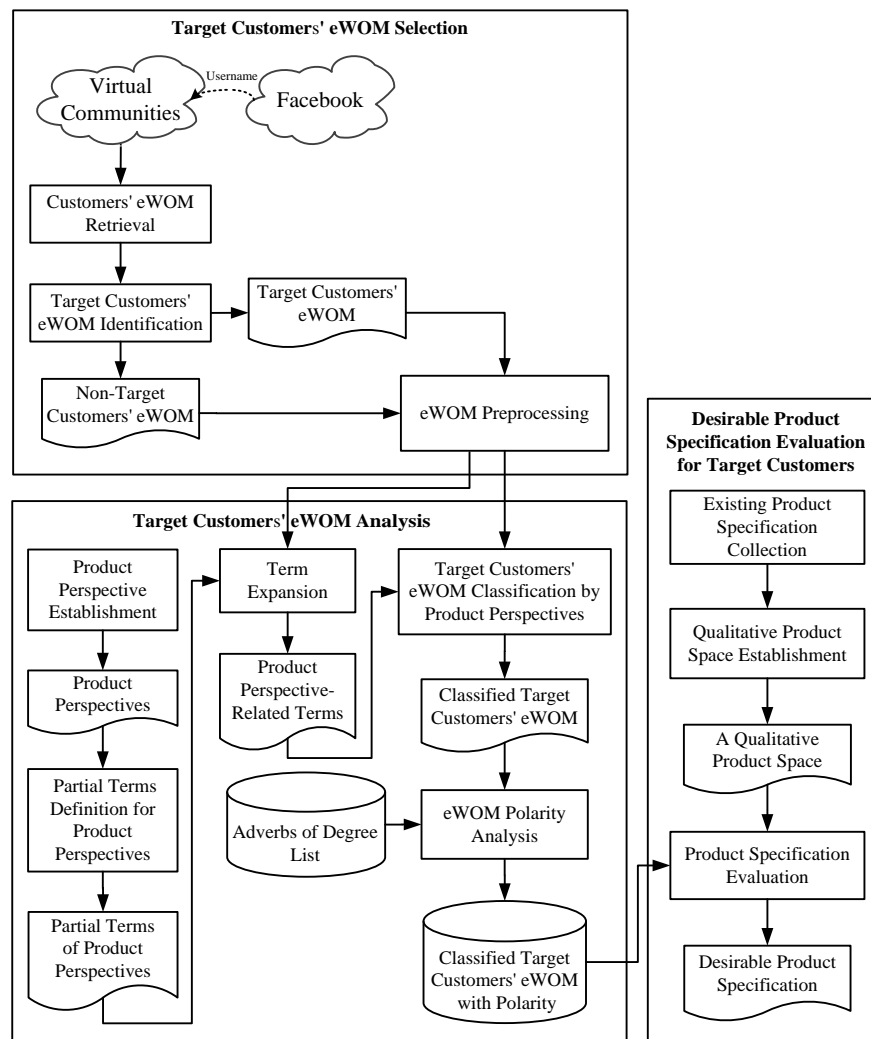 Target Customers' eWOM Selection
Username
Virtual
Communities
Facebook
Customers' eWOM
Retrieval
Target Customers'
eWOM Identification
Target Customers'
eWOM
Non-Target
Customers' eWOM
eWOM Preprocessing
Target Customers' eWOM Analysis
Product
Perspective
Establishment
Product
Perspectives
Partial Terms
Definition for
Product
Perspectives
Partial Terms
of Product
Perspectives
Term
Expansion
Product
Perspective-
Related Terms
Adverbs of Degree
List
Target Customers'
eWOM Classification by
Product Perspectives
Classified Target
Customers' eWOM
eWOM Polarity
Analysis
Classified Target
Customers' eWOM
with Polarity
Desirable Product
Specification Evaluation
for Target Customers
Existing Product
Specification
Collection
Qualitative Product
Space Establishment
A Qualitative
Product Space
Product Specification
Evaluation
Desirable Product
Specification